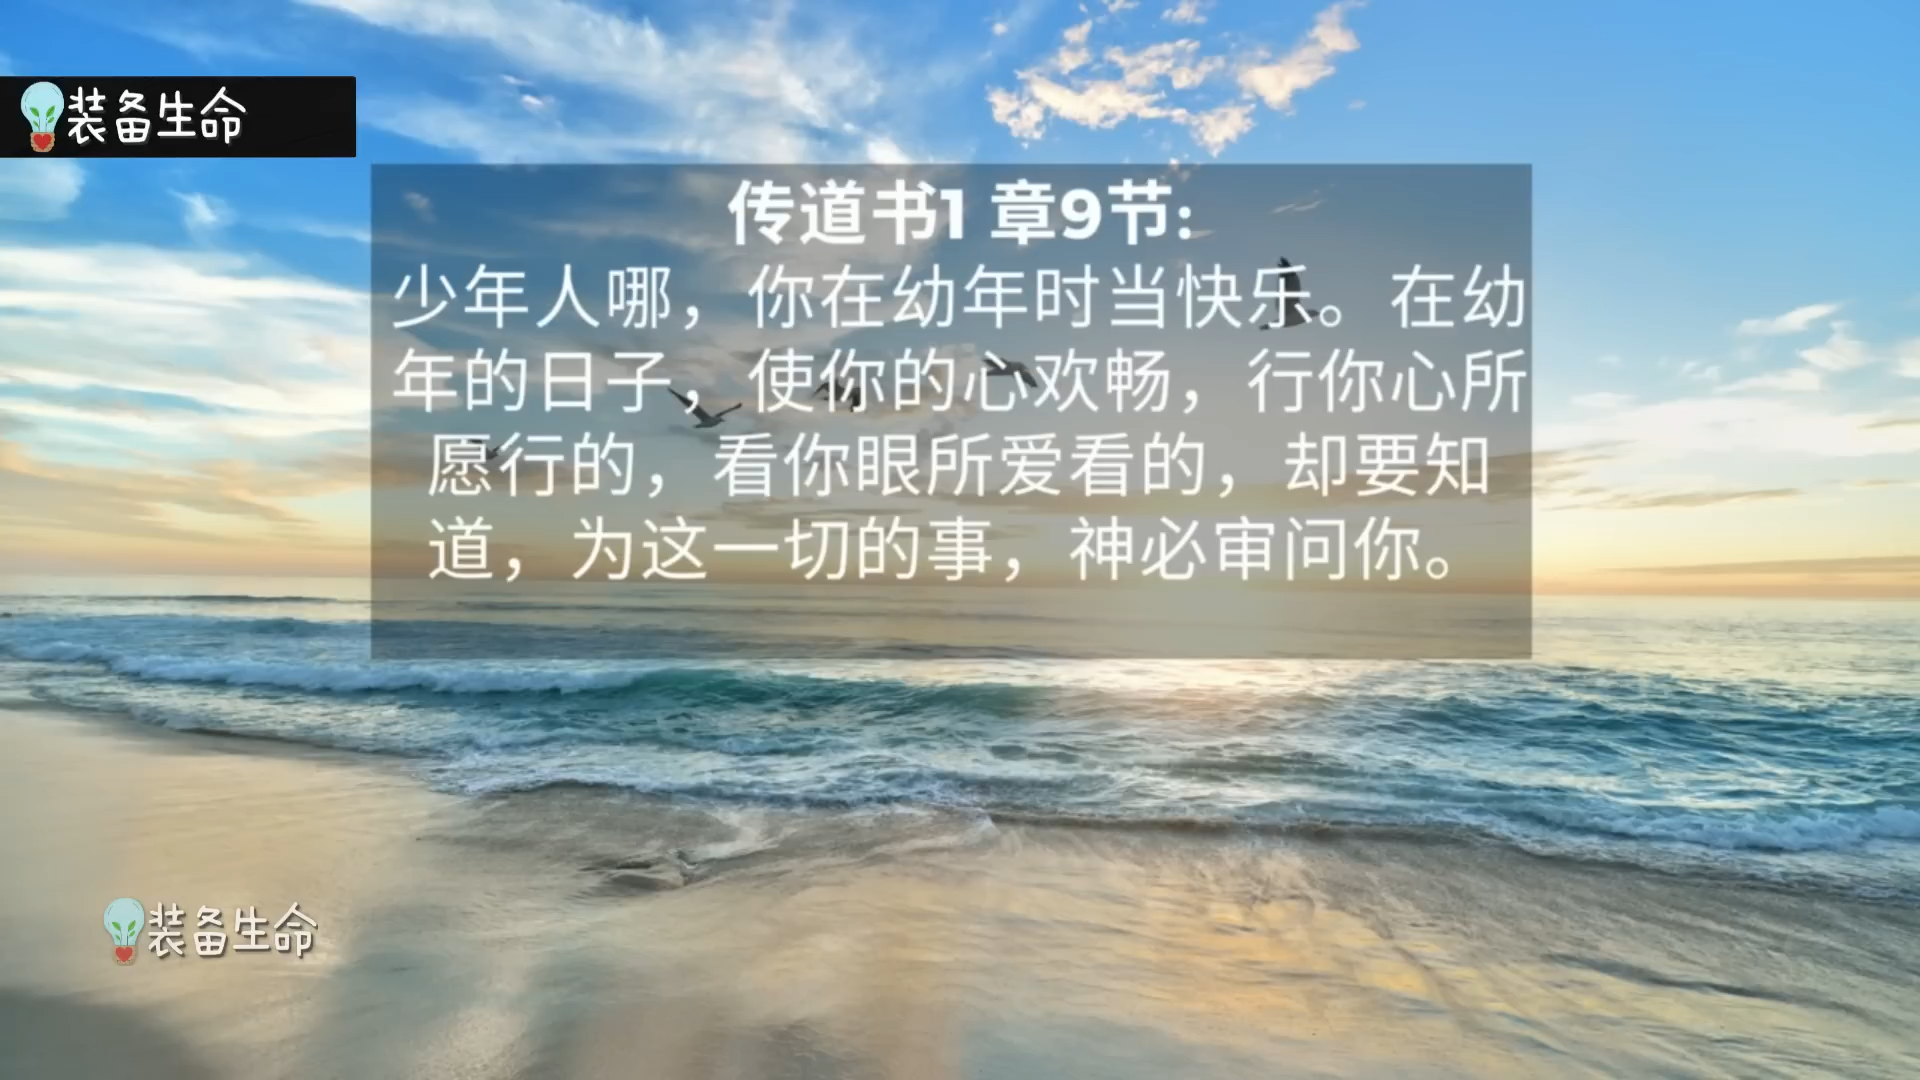 装备生命
传道书1 章9节:
少年人哪，你在幼年时当快乐。在幼
年的日子，使你的心欢畅，行你心所
愿行的，看你眼所爱看的，却要知
道，为这一切的事，神必审问你。
装备生命